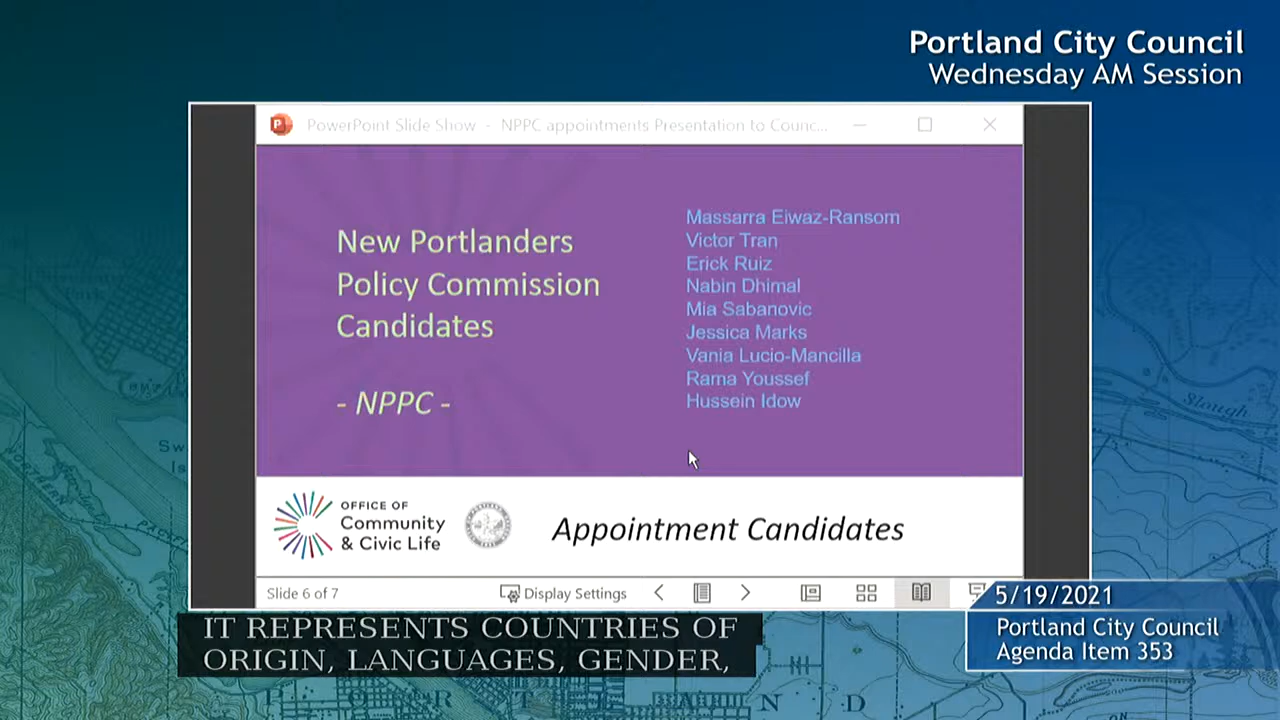 Portland City Council
Wednesday AM Session
PowerPoint Slide Show - NPPC appointments Presentation to Counc...
New Portlanders
Policy Commission
Candidates
- NPPC -
Massarra Eiwaz-Ransom
Victor Tran
Erick Ruiz
Nabin Dhimal
Mia Sabanovic
Jessica Marks
Vania Lucio-Mancilla
Rama Youssef
Hussein Idow
OFFICE OF
Community
& Civic Life
Appointment Candidates
Slide 6 of 7
Display Settings
5/19/2021
Portland City Council
Agenda Item 353
IT REPRESENTS COUNTRIES OF
ORIGIN, LANGUAGES, GENDER,
Slough